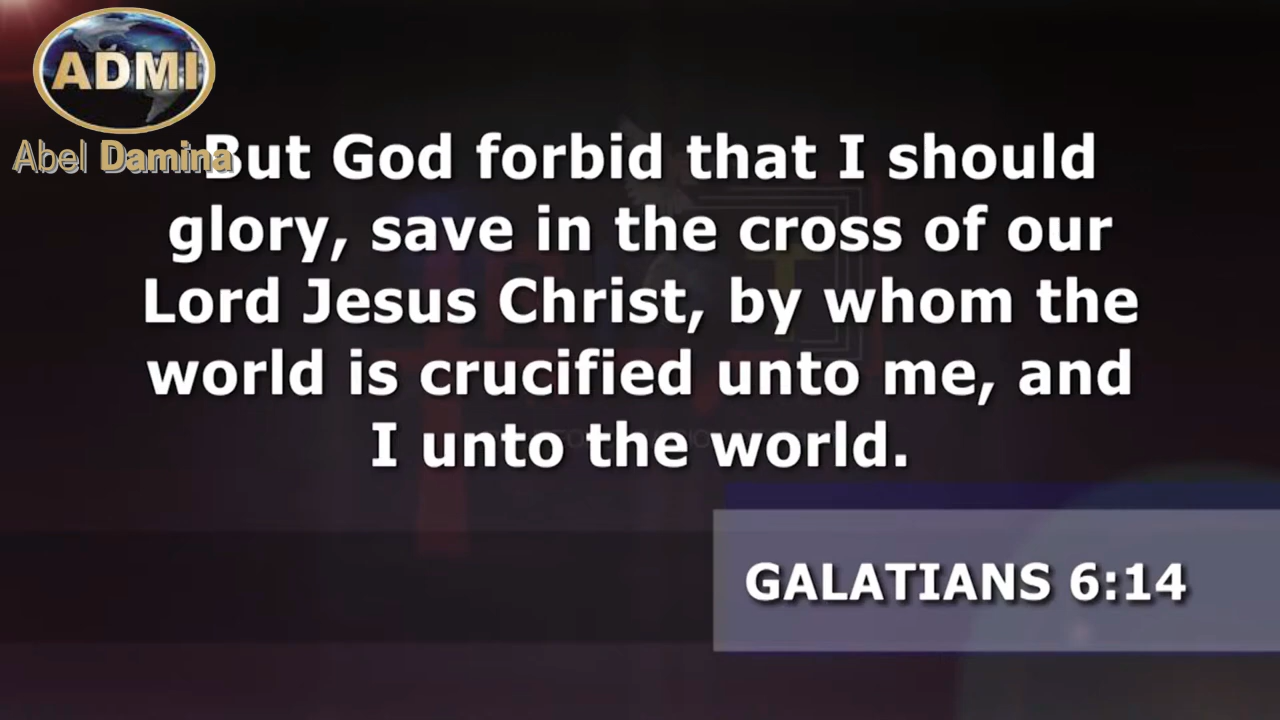 ADMI
Abel Damina
But God forbid that I should
glory, save in the cross of our
Lord Jesus Christ, by whom the
world is crucified unto me, and
I unto the world.
GALATIANS 6:14